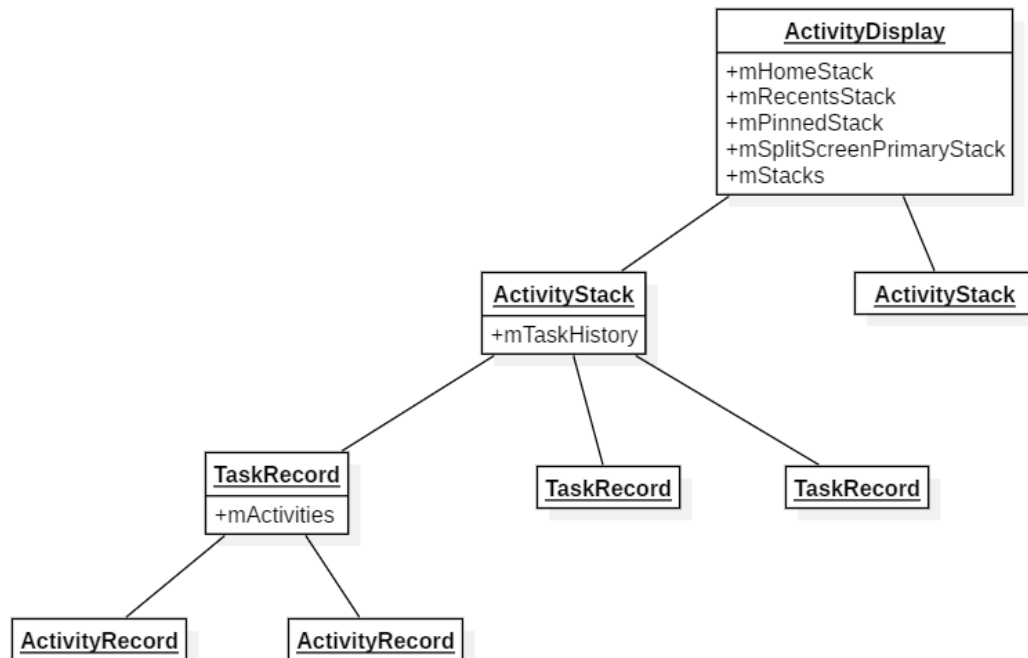 ActivityDisplay
+mHomeStack
+mRecentsStack
+mPinnedStack
+mSplitScreenPrimaryStack
+mStacks
ActivityStack
+mTaskHistory
ActivityStack
TaskRecord
+mActivities
TaskRecord
TaskRecord
ActivityRecord
ActivityRecord